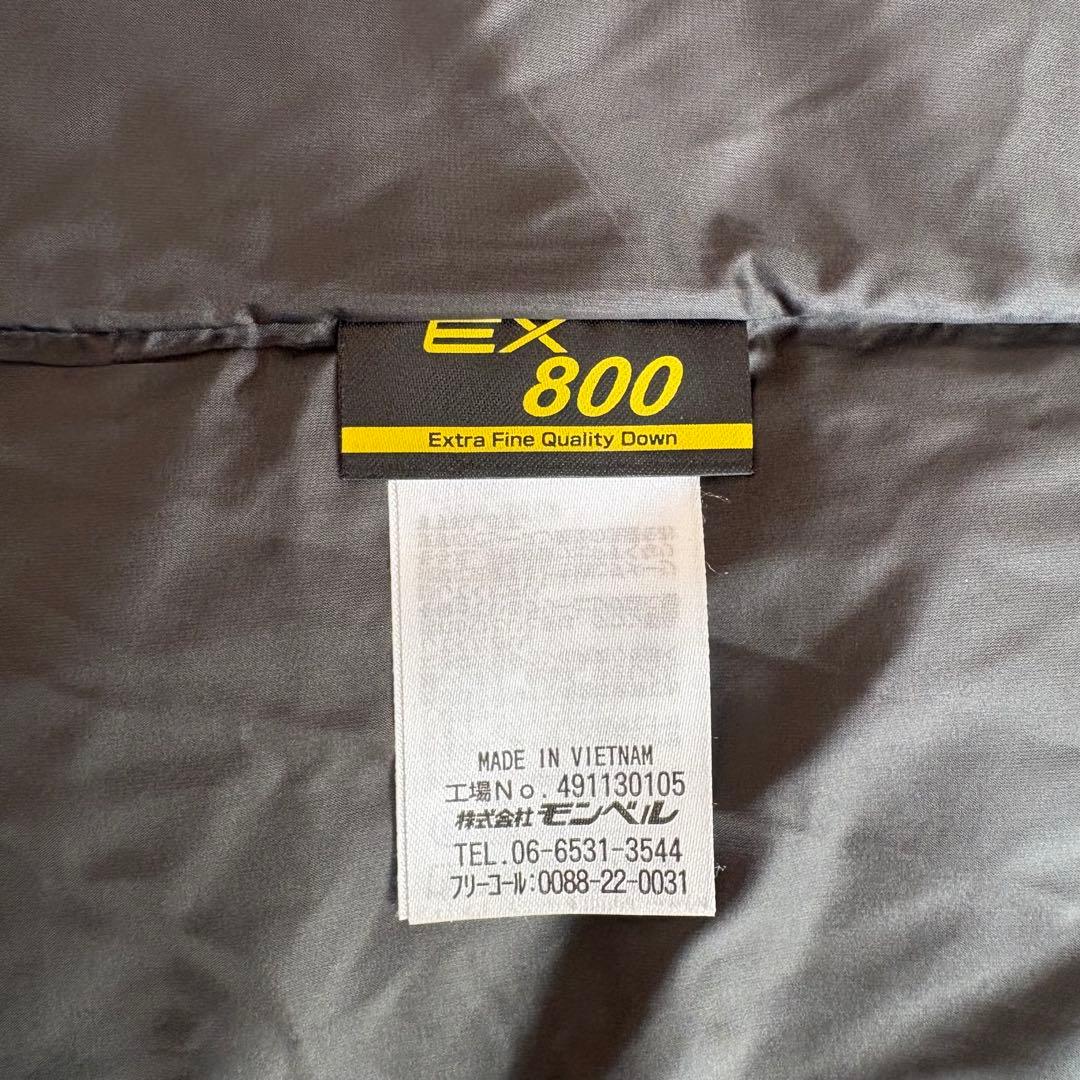 EX
800
Extra Fine Quality Down
MADE IN VIETNAM
工場No. 491130105
株式会社 モンベル
TEL. 06-6531-3544
フリーコール:0088-22-0031